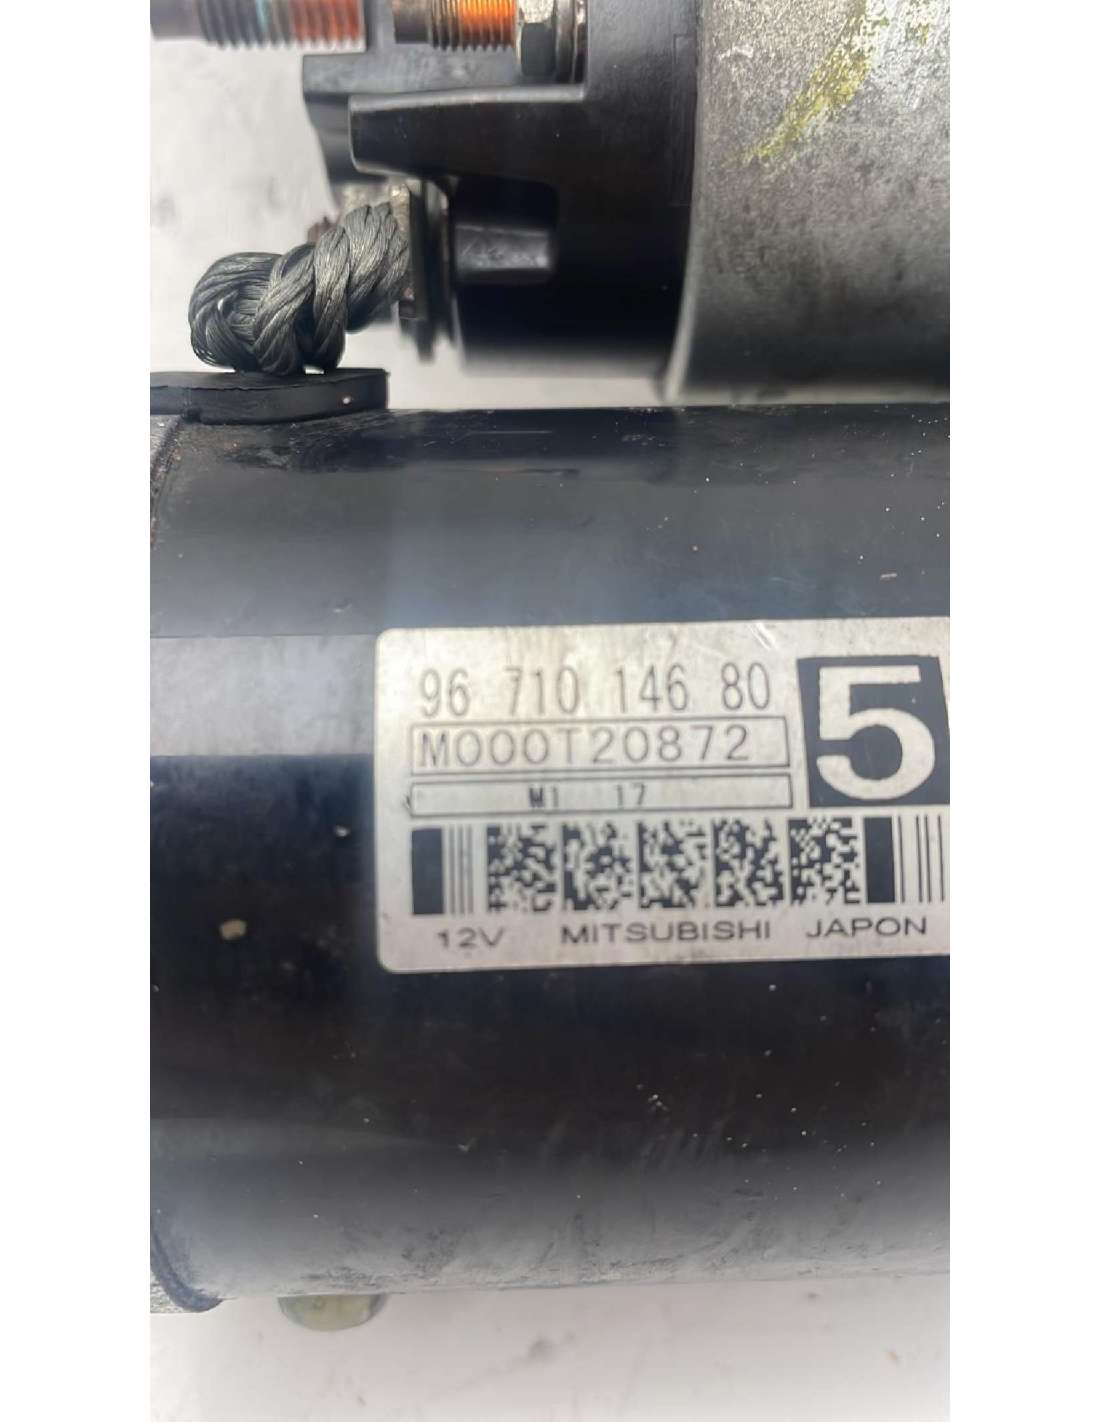 96 710 146 80
5
M000T20872
M1 17
12V MITSUBISHI JAPON